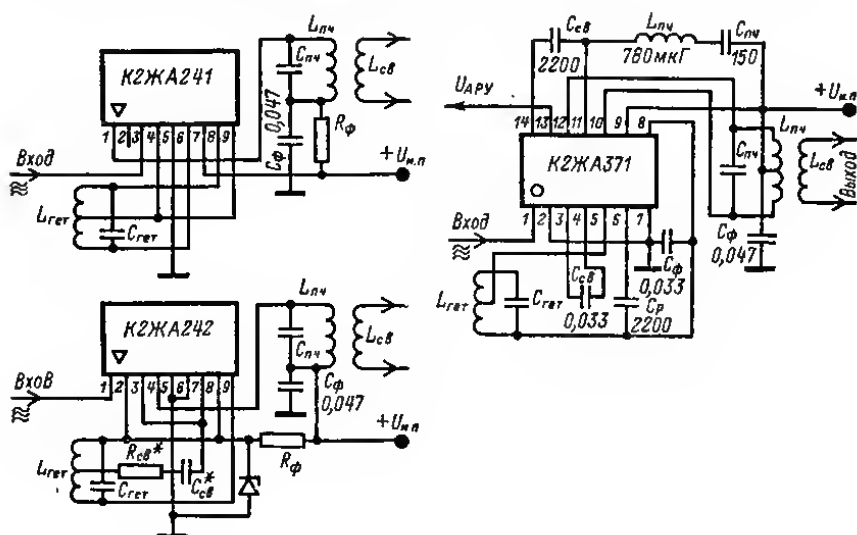 Lпч
Cпч
Lсв
К2ЖА241
0,047
Cф
Rф
1 2 3 4 5 6 7 8 9
Вход
+Uи.п
Lгет
Cгет
Lпч
К2ЖА242
Cпч
Lсв
ВхоВ
1 2 3 4 5 6 7 8 9
Cф
0,047
+Uи.п
Rсв*
Rф
Lгет
Cсв*
Cгет
Cсв
Lпч
Cпч
2200
780мкГ
150
UАРУ
+Uи.п
14 13 12 11 10 9 8
Lпч
К2ЖА371
Cпч
Lсв
Выход
Вход
1 2 3 4 5 6 7
Cф
0,047
Cсв
Cф
0,033
Lгет
Cгет
0,033
Cр
2200